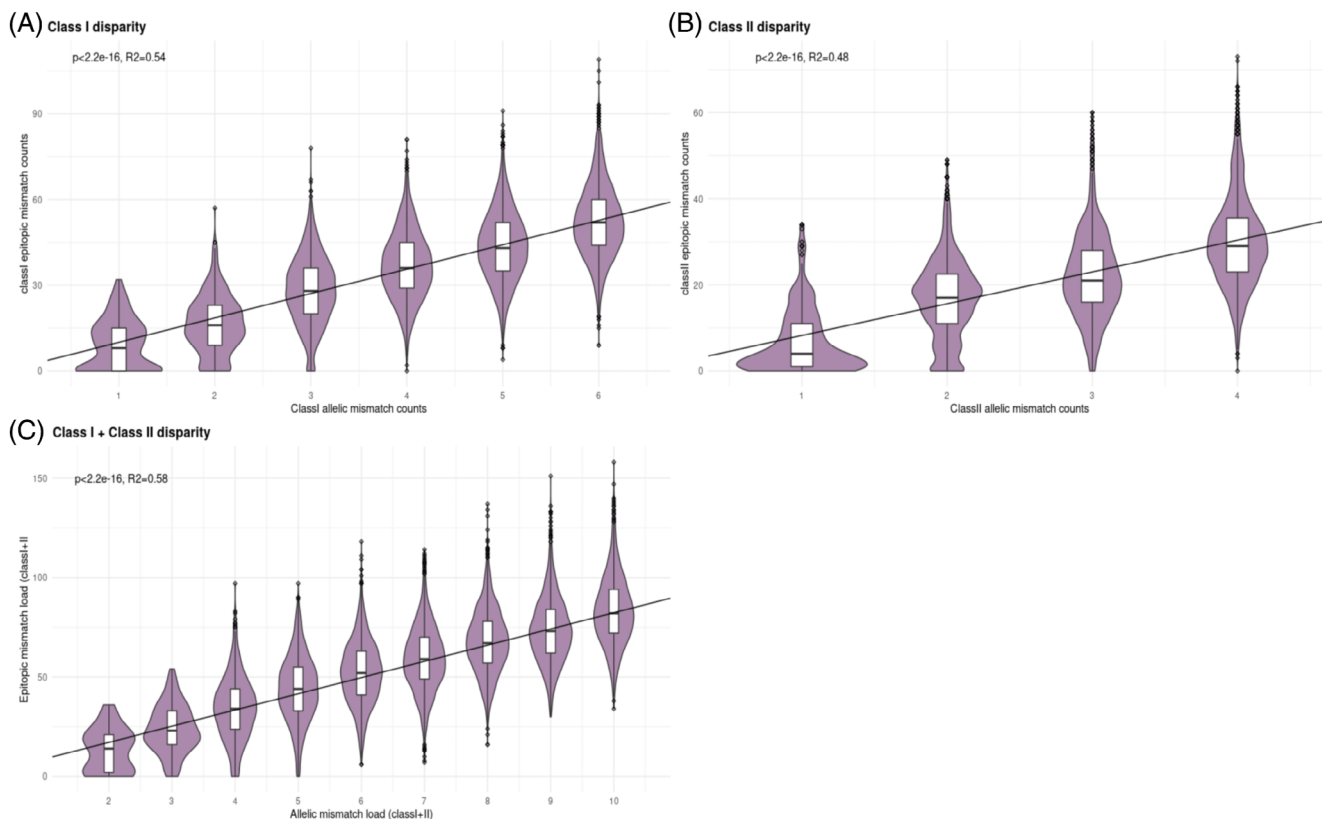 (A) Class I disparity
p<2.2e-16, R2=0.54
classI epitopic mismatch counts
90
60
30
0
1 2 3 4 5 6
ClassI allelic mismatch counts
(B) Class II disparity
p<2.2e-16, R2=0.48
classII epitopic mismatch counts
60
40
20
0
1 2 3 4
ClassII allelic mismatch counts
(C) Class I + Class II disparity
p<2.2e-16, R2=0.58
Epitopic mismatch load (classI+II
150
100
50
0
2 3 4 5 6 7 8 9 10
Allelic mismatch load (classI+II)